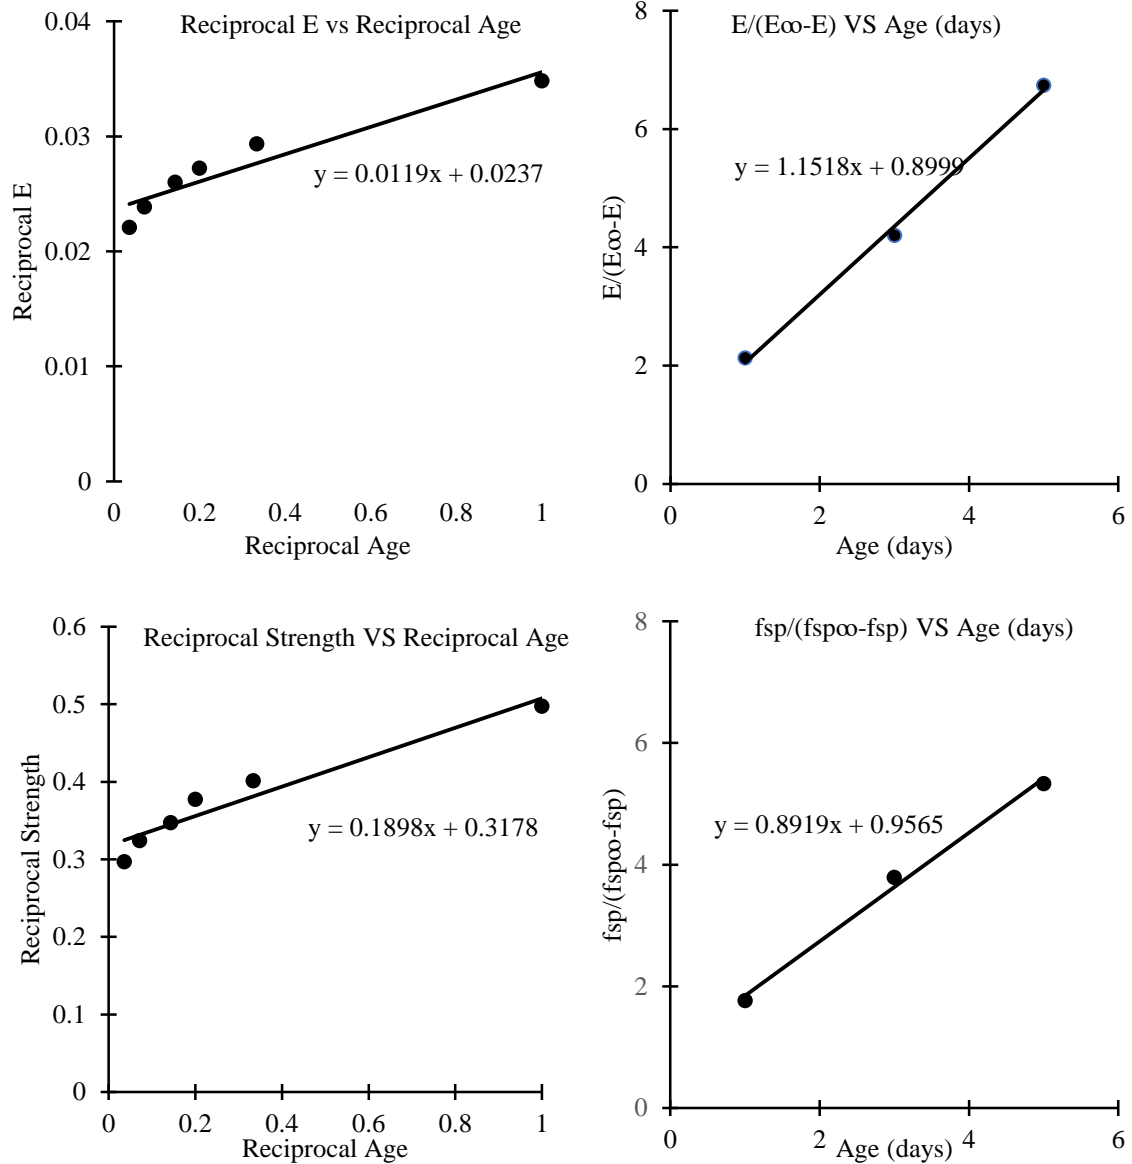 Reciprocal E vs Reciprocal Age
0.04
0.03
0.02
0.01
0
Reciprocal E
y = 0.0119x + 0.0237
0 0.2 0.4 0.6 0.8 1
Reciprocal Age
E/(E∞-E) VS Age (days)
8
6
4
2
0
E/(E∞-E)
y = 1.1518x + 0.8999
0 2 4 6
Age (days)
Reciprocal Strength VS Reciprocal Age
0.6
0.5
0.4
0.3
0.2
0.1
0
Reciprocal Strength
y = 0.1898x + 0.3178
0 0.2 0.4 0.6 0.8 1
Reciprocal Age
fsp/(fsp∞-fsp) VS Age (days)
8
6
4
2
0
fsp/(fsp∞-fsp)
y = 0.8919x + 0.9565
0 2 4 6
Age (days)